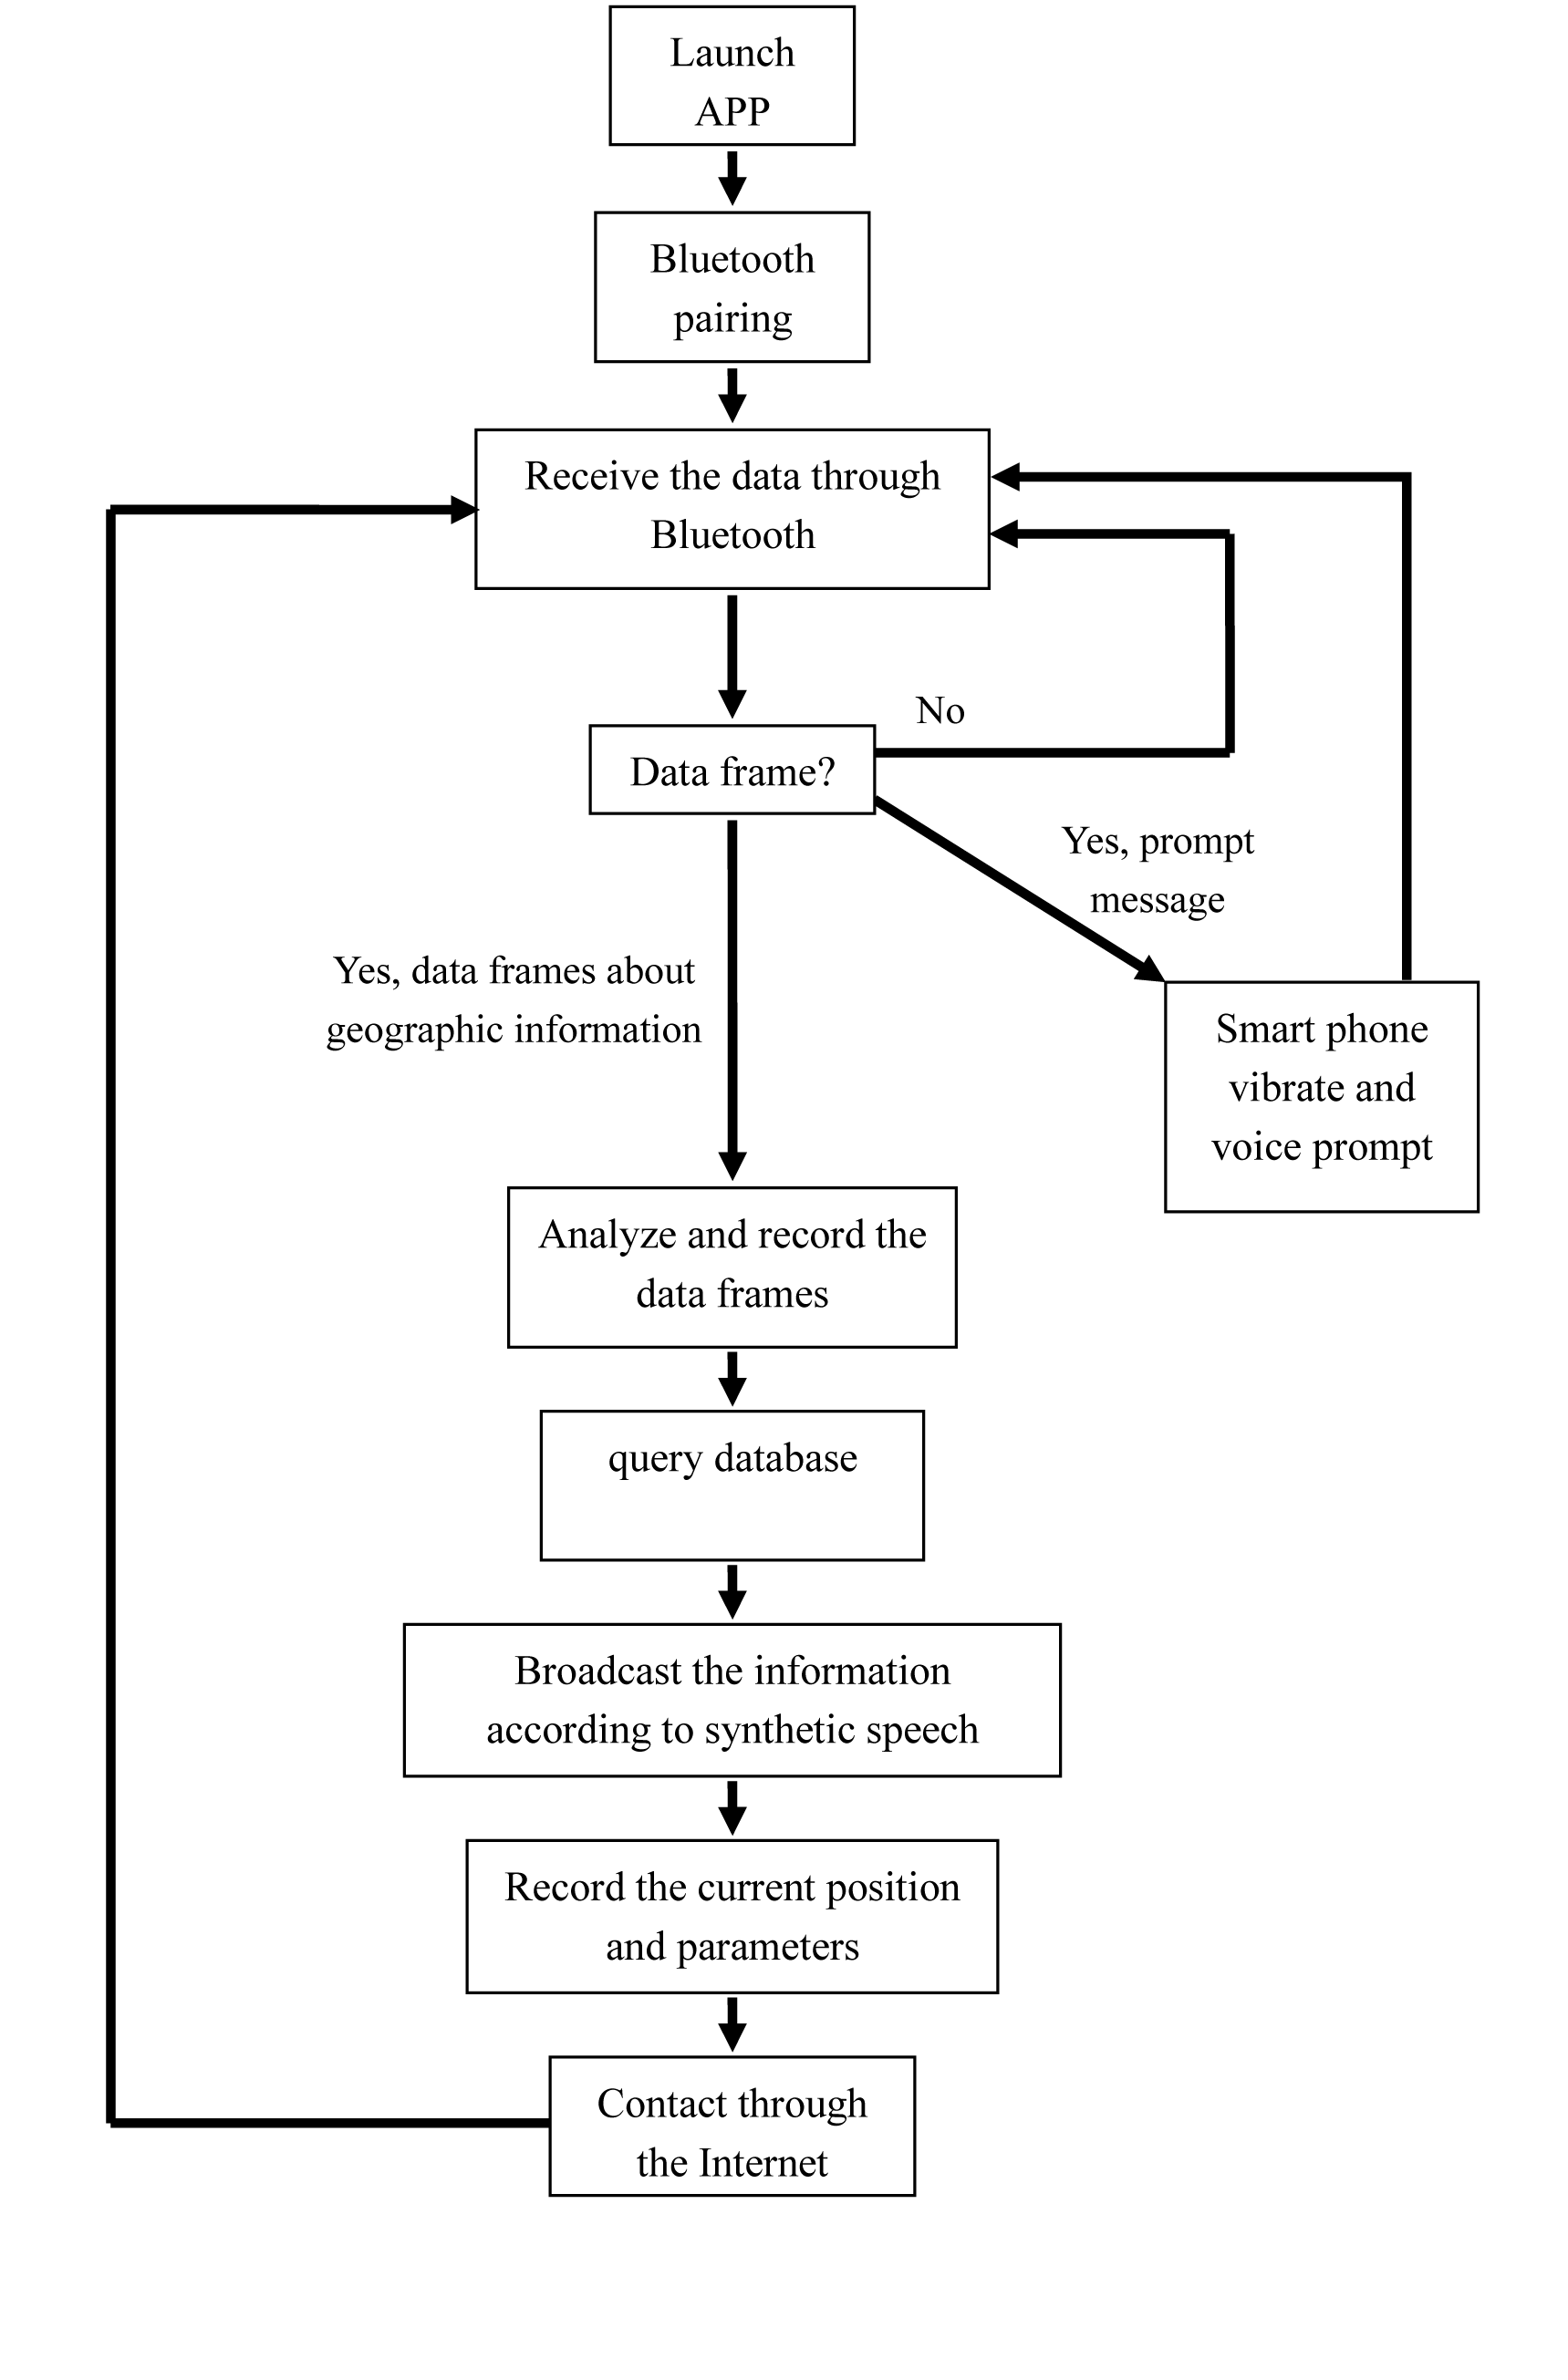 Launch
APP
Bluetooth
pairing
Receive the data through
Bluetooth
No
Data frame?
Yes, prompt
message
Yes, data frames about
geographic information
Smart phone
vibrate and
voice prompt
Analyze and record the
data frames
query database
Broadcast the information
according to synthetic speech
Record the current position
and parameters
Contact through
the Internet